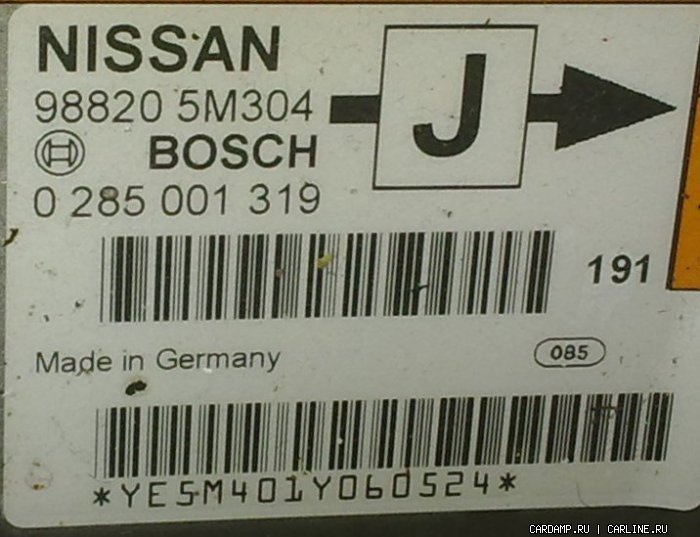 NISSAN
98820 5M304
J
BOSCH
0 285 001 319
191
Made in Germany
085
*YE5M401Y060524*
CARDAMP.RU | CARLINE.RU